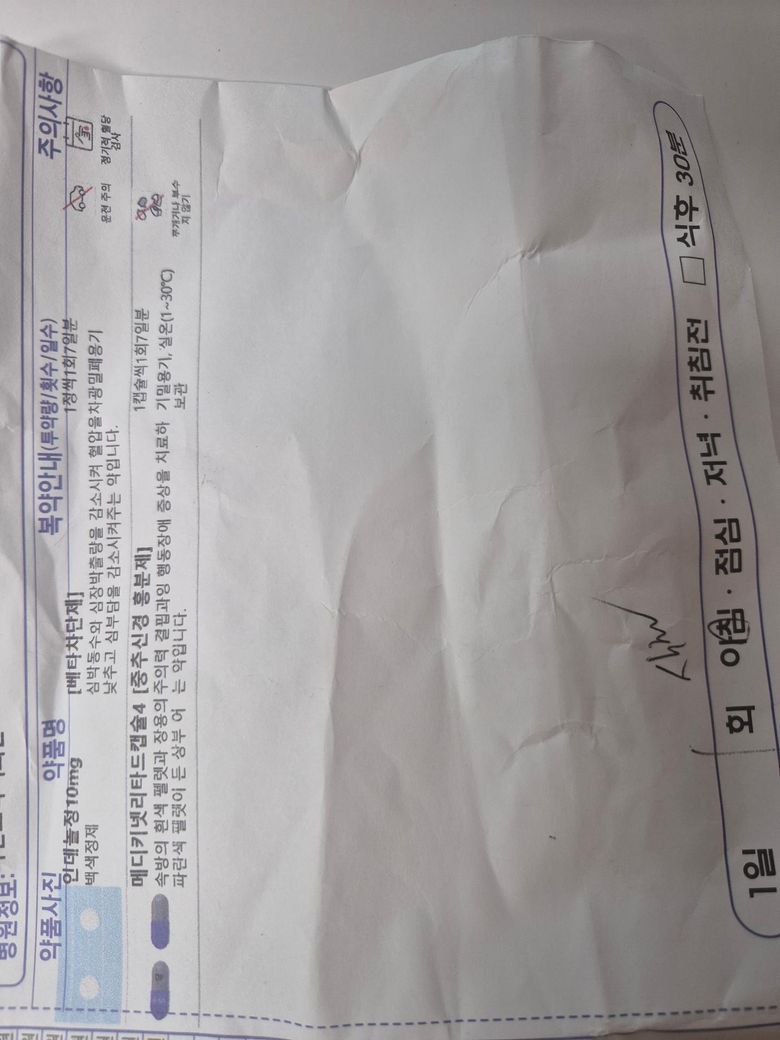 병원정보:
약품사진 약품명 복약안내(투약량/횟수/일수) 주의사항
인데놀정10mg
백색정제
[베타차단제] 1정씩1회7일분
심박동수와 심장박출량을 감소시켜 혈압을 차광밀폐용기
낮추고 심부담을 감소시켜주는 약입니다.
운전 주의
정기적 혈당
검사
메디키넷리타드캡슐4 [중추신경 흥분제] 1캡슐씩1회7일분
속방의 흰색 펠렛과 장용의
파란색 펠렛이 든 상부 어
주의력 결핍과잉 행동장애 증상을 치료하
는 약입니다.
기밀용기, 실온(1~30℃)
보관
쪼개거나 부수
지 않기
1일 회 아침 · 점심 · 저녁 · 취침전 □ 식후 30분